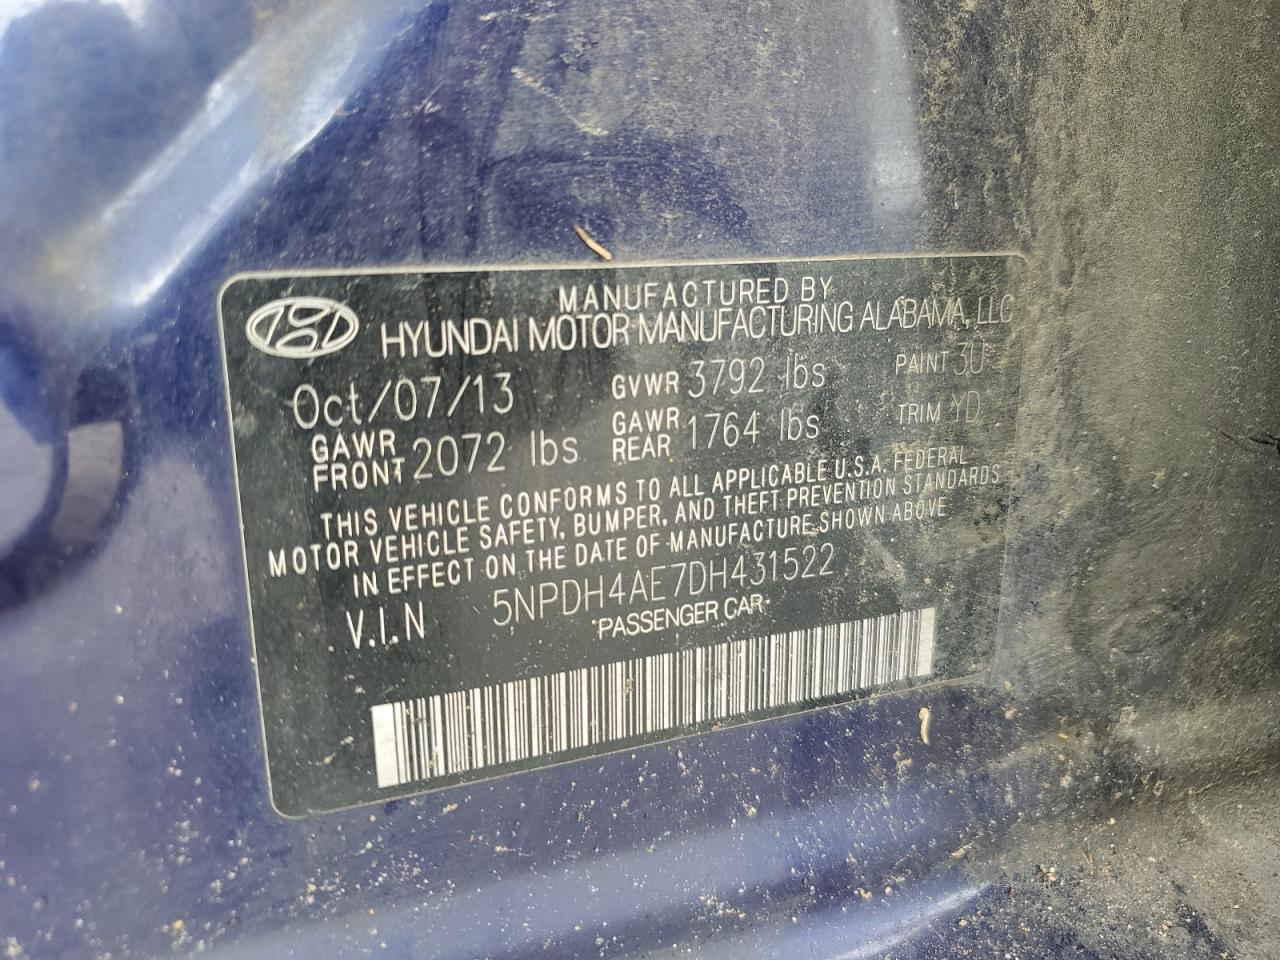 MANUFACTURED BY
HYUNDAI MOTOR MANUFACTURING ALABAMA, LLC
Oct/07/13 GVWR 3792 lbs PAINT 3U
GAWR FRONT 2072 lbs GAWR REAR 1764 lbs TRIM YD
THIS VEHICLE CONFORMS TO ALL APPLICABLE U.S.A. FEDERAL
MOTOR VEHICLE SAFETY, BUMPER, AND THEFT PREVENTION STANDARDS
IN EFFECT ON THE DATE OF MANUFACTURE SHOWN ABOVE
V.I.N 5NPDH4AE7DH431522
PASSENGER CAR